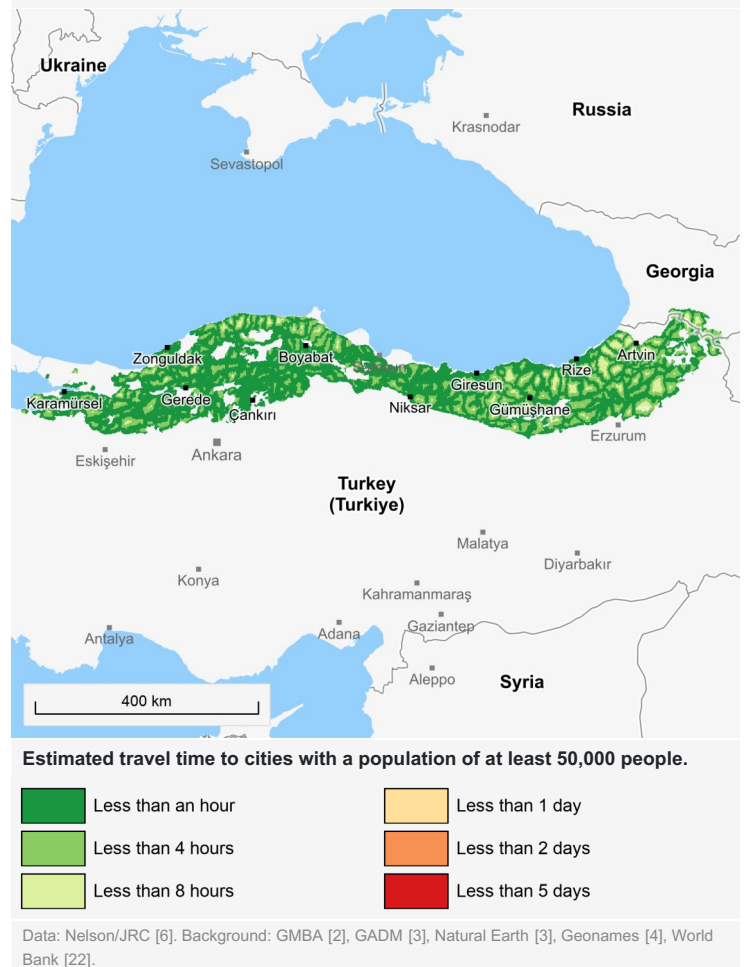 Ukraine
Russia
Krasnodar
Sevastopol
Georgia
Zonguldak
Boyabat
Artvin
Rize
Giresun
Karamürsel
Gerede
Çankırı
Niksar
Gümüşhane
Erzurum
Eskişehir
Ankara
Turkey
(Turkiye)
Malatya
Diyarbakır
Konya
Kahramanmaraş
Gaziantep
Antalya
Adana
Aleppo
Syria
400 km
Estimated travel time to cities with a population of at least 50,000 people.
Less than an hour
Less than 1 day
Less than 4 hours
Less than 2 days
Less than 8 hours
Less than 5 days
Data: Nelson/JRC [6]. Background: GMBA [2], GADM [3], Natural Earth [3], Geonames [4], World
Bank [22].